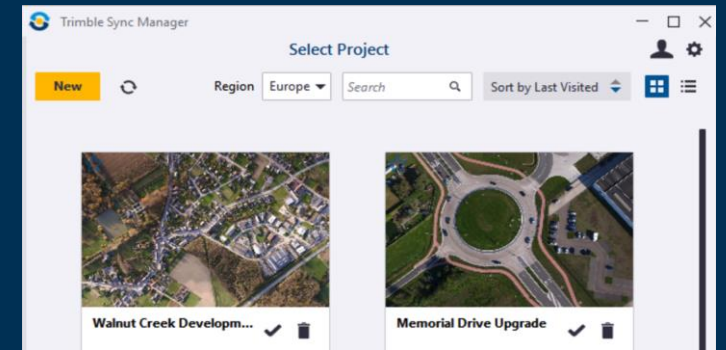 Trimble Sync Manager
Select Project
New Region Europe Search Sort by Last Visited
Walnut Creek Developm... Memorial Drive Upgrade